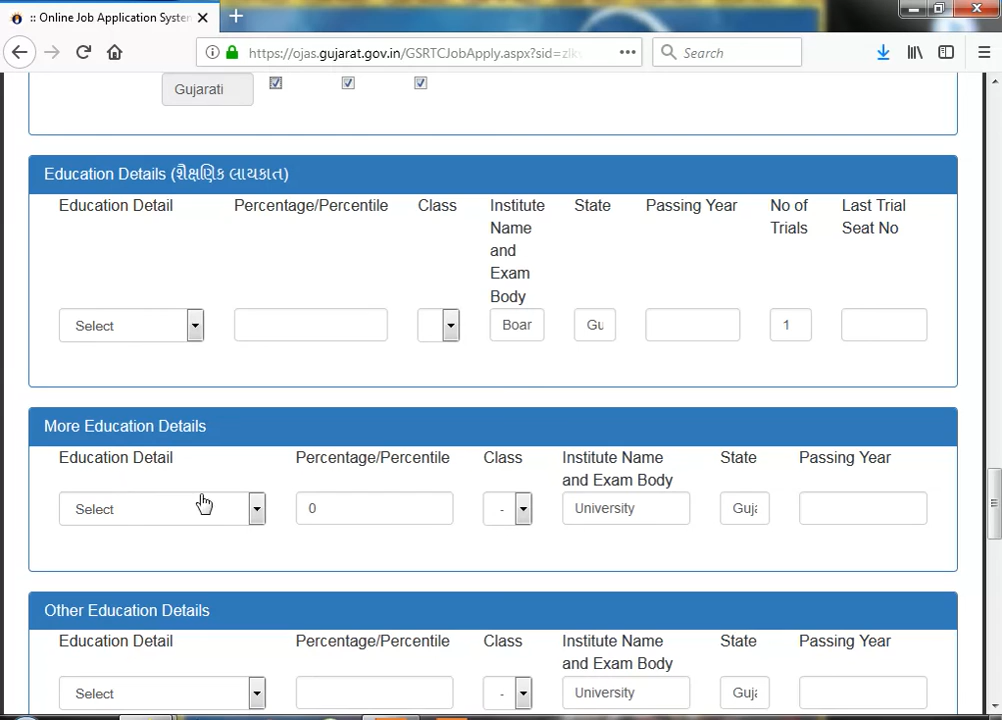 :: Online Job Application System
https://ojas.gujarat.gov.in/GSRTCJobApply.aspx?sid=zlk
Search
Gujarati
Education Details (શૈક્ષણિક લાયકાત)
Education Detail Percentage/Percentile Class Institute Name and Exam Body State Passing Year No of Trials Last Trial Seat No
Select Boar Gu 1
More Education Details
Education Detail Percentage/Percentile Class Institute Name and Exam Body State Passing Year
Select 0 - University Guja
Other Education Details
Education Detail Percentage/Percentile Class Institute Name and Exam Body State Passing Year
Select - University Guja